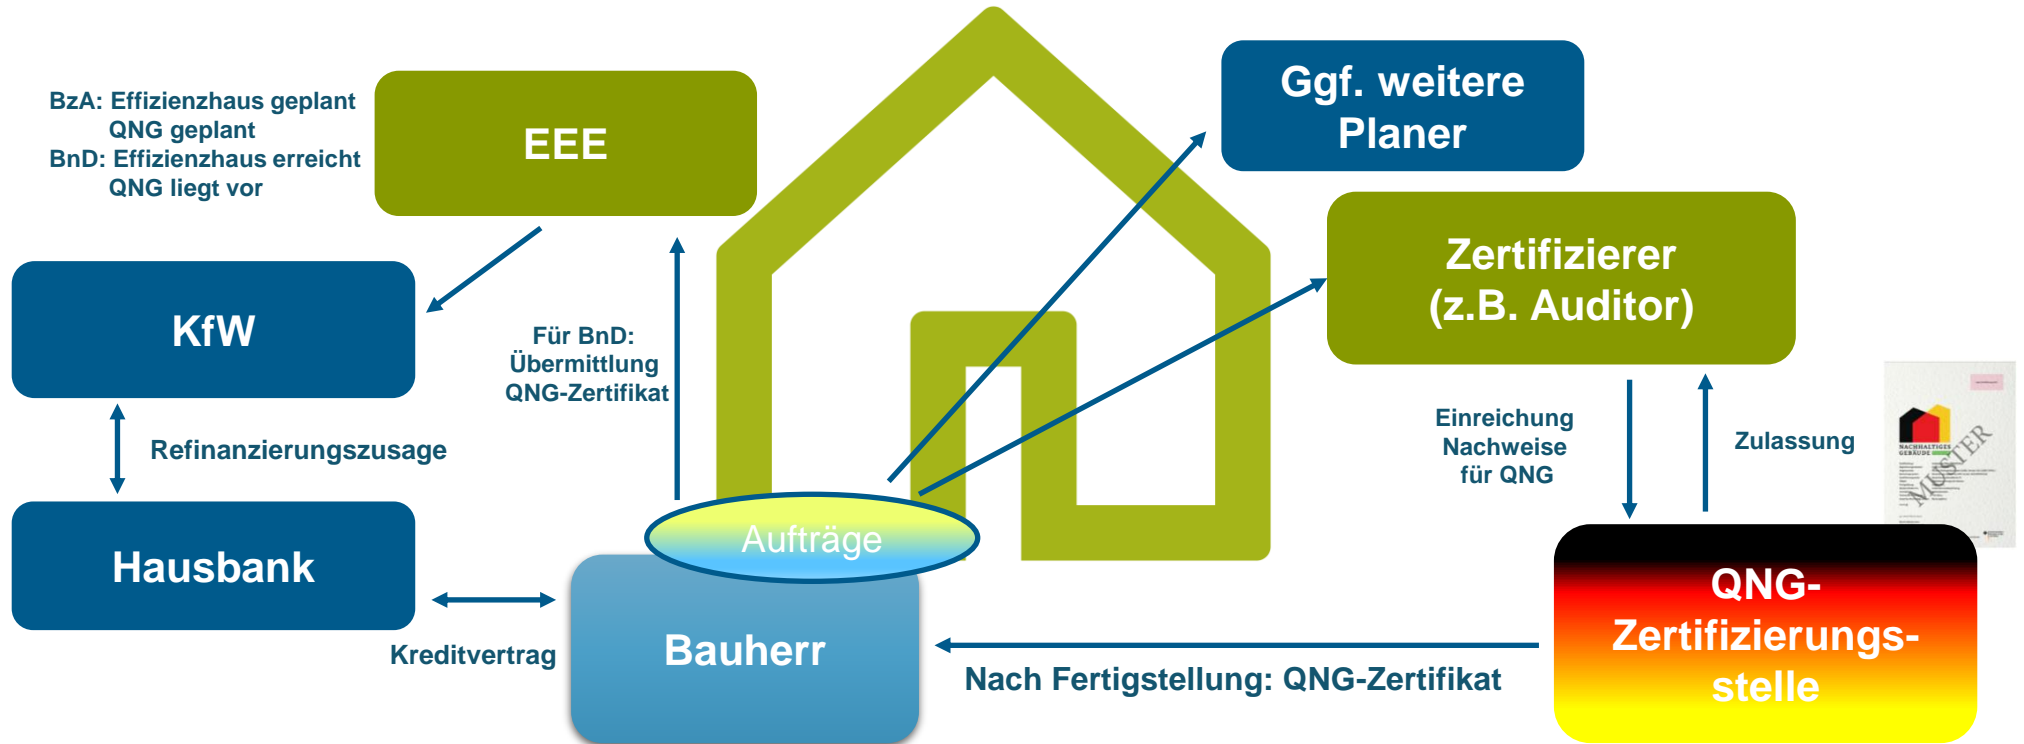 BzA: Effizienzhaus geplant
QNG geplant
BnD: Effizienzhaus erreicht
QNG liegt vor
EEE
Ggf. weitere
Planer
Zertifizierer
(z.B. Auditor)
KfW
Für BnD:
Übermittlung
QNG-Zertifikat
Refinanzierungszusage
Einreichung
Nachweise
für QNG
Zulassung
NACHHALTIGES
GEBÄUDE
MUSTER
Hausbank
Aufträge
Kreditvertrag
Bauherr
Nach Fertigstellung: QNG-Zertifikat
QNG-
Zertifizierungs-
stelle